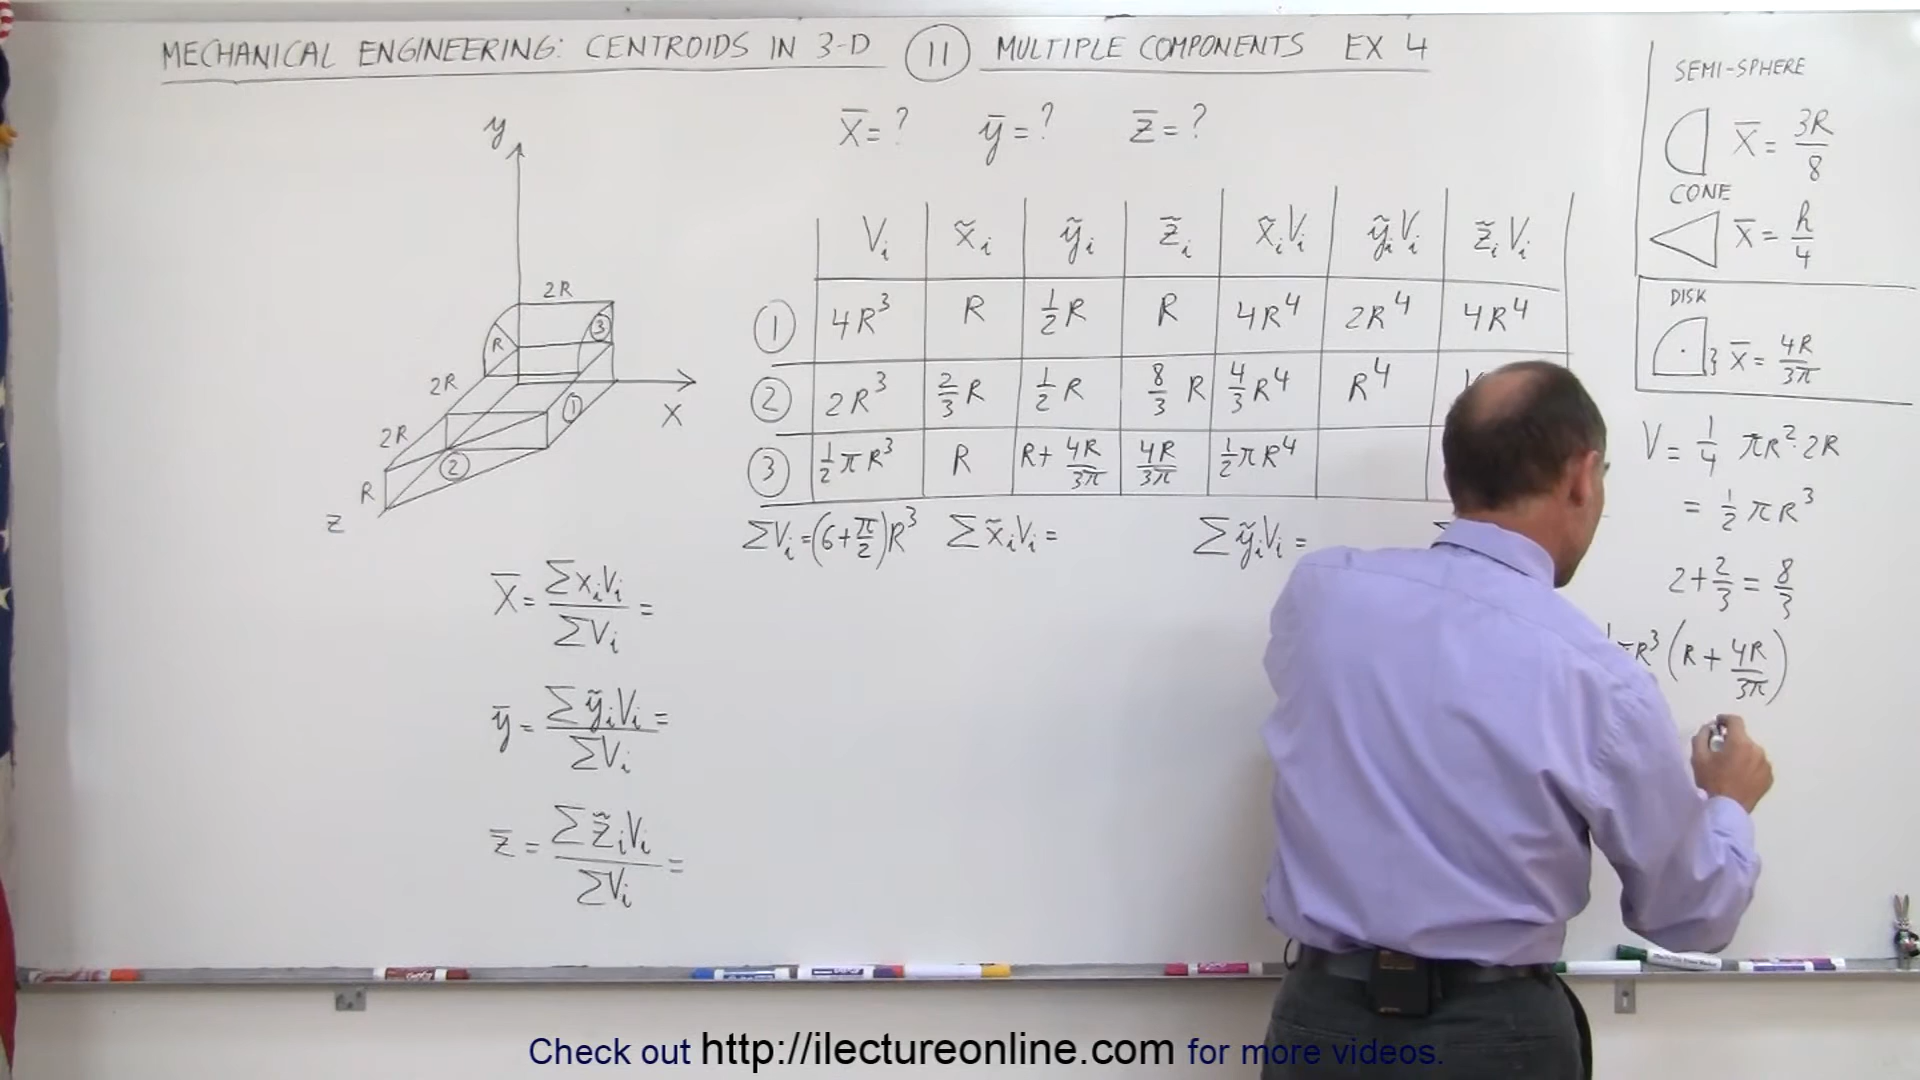 MECHANICAL ENGINEERING: CENTROIDS IN 3-D (11) MULTIPLE COMPONENTS EX 4
X̄ = ? ȳ = ? z̄ = ?
y
2R
R
③
2R
①
X
2R
②
R
Z
Vᵢ x̃ᵢ ỹᵢ z̃ᵢ x̃ᵢVᵢ ỹᵢVᵢ z̃ᵢVᵢ
① 4R³ R ½R R 4R⁴ 2R⁴ 4R⁴
② 2R³ ⅔R ½R 8/3 R 4/3 R⁴ R⁴
③ ½πR³ R R + 4R/3π 4R/3π ½πR⁴
ΣVᵢ = (6 + π/2)R³ Σx̃ᵢVᵢ = ΣỹᵢVᵢ =
X̄ = ΣxᵢVᵢ / ΣVᵢ =
ȳ = ΣỹᵢVᵢ / ΣVᵢ =
z̄ = Σz̃ᵢVᵢ / ΣVᵢ =
SEMI-SPHERE
X̄ = 3R/8
CONE
X̄ = h/4
DISK
} X̄ = 4R/3π
V = ¼ πR²·2R
= ½πR³
2 + ⅔ = 8/3
πR³ (R + 4R/3π)
Check out http://ilectureonline.com for more videos.